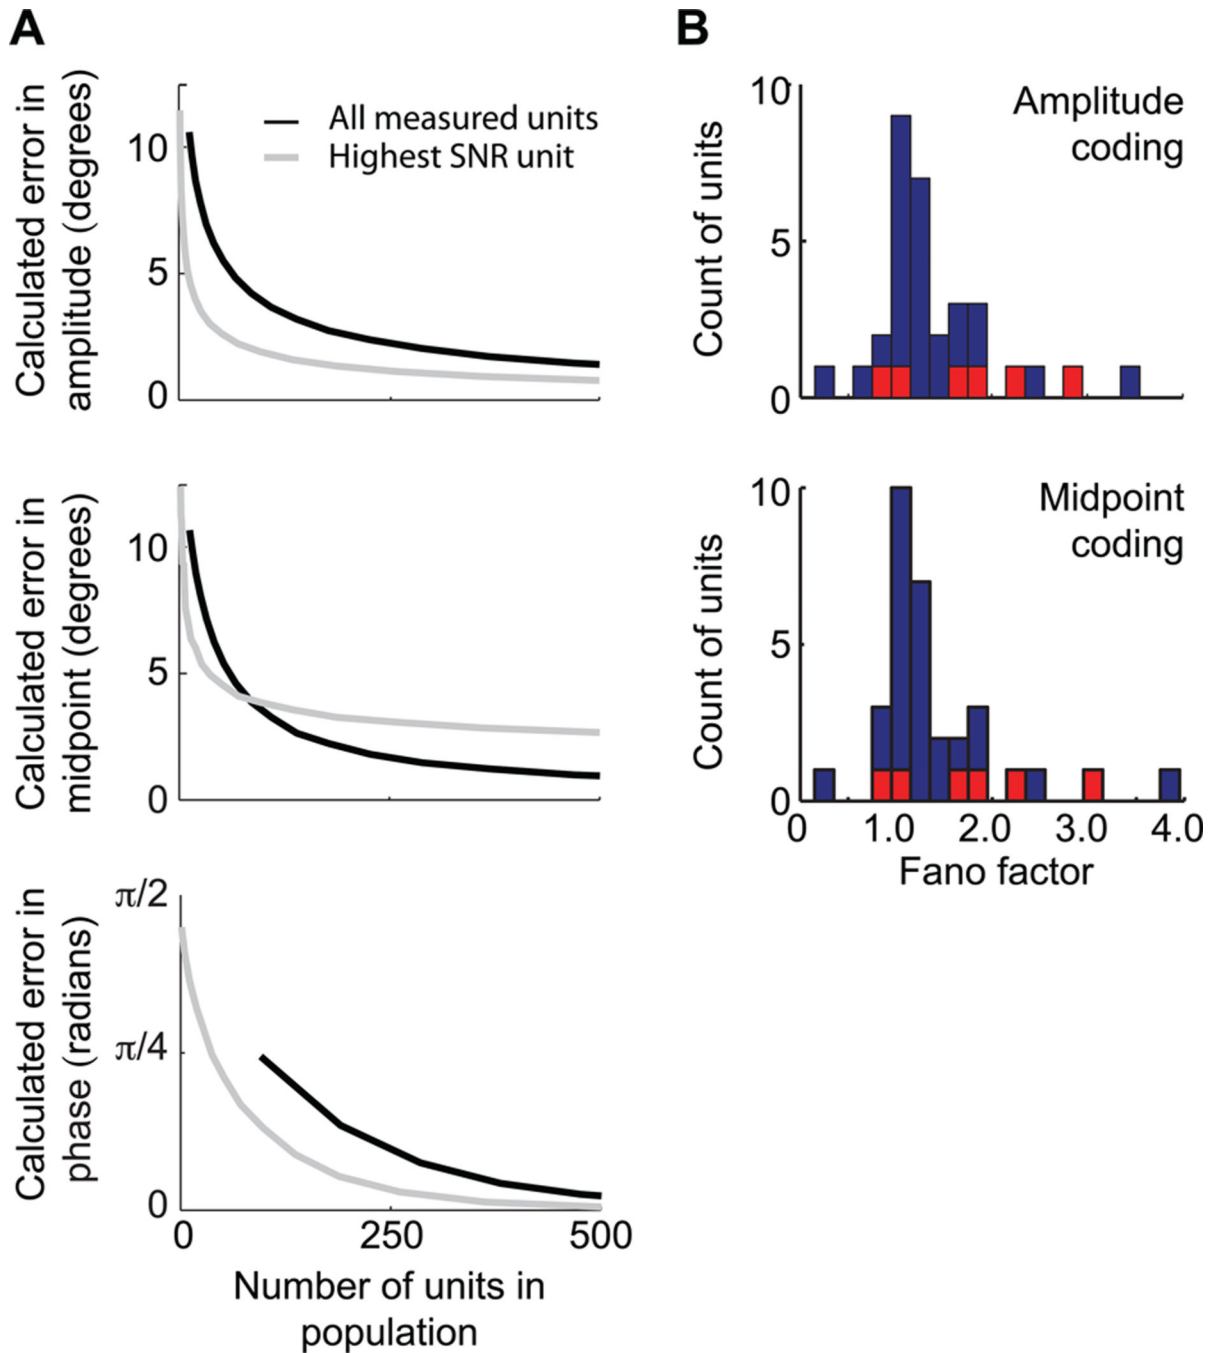 A
Calculated error in
amplitude (degrees)
10
5
0
All measured units
Highest SNR unit
Calculated error in
midpoint (degrees)
10
5
0
Calculated error in
phase (radians)
π/2
π/4
0
0 250 500
Number of units in
population
B
Count of units
10
5
0
Amplitude
coding
Count of units
10
5
0
Midpoint
coding
0 1.0 2.0 3.0 4.0
Fano factor